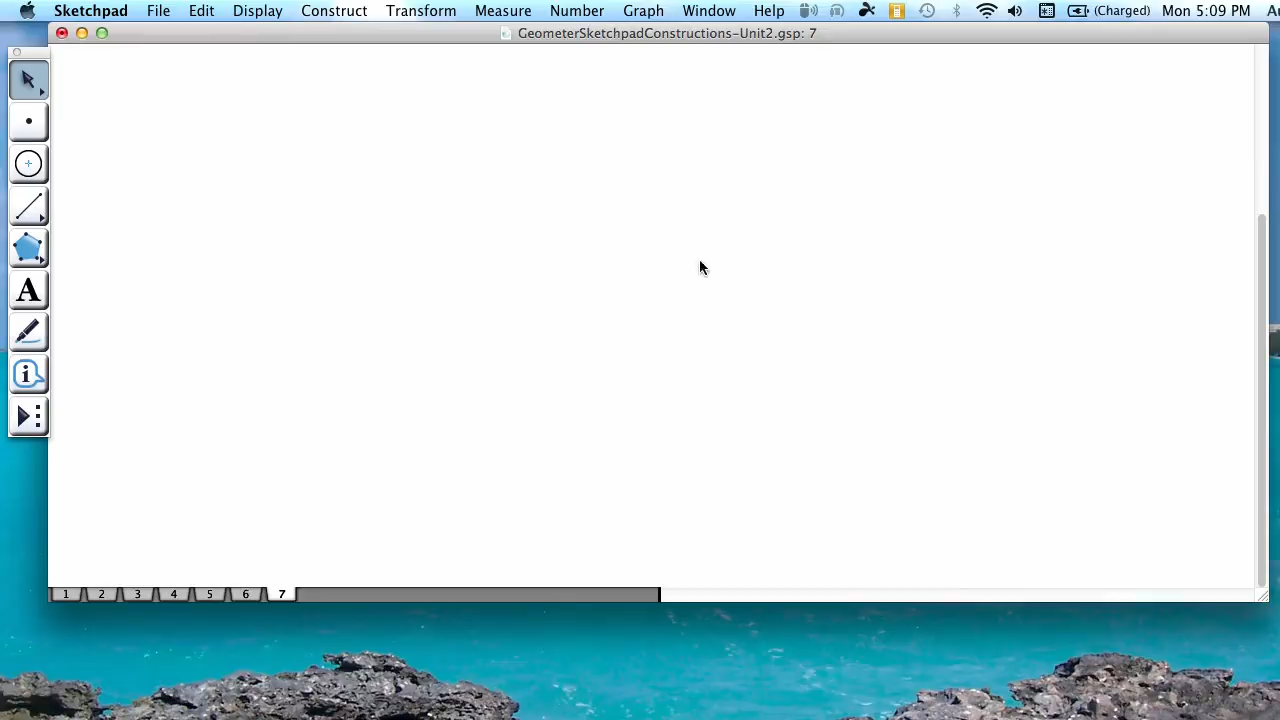 Sketchpad File Edit Display Construct Transform Measure Number Graph Window Help (Charged) Mon 5:09 PM
GeometerSketchpadConstructions-Unit2.gsp: 7
A
i
1 2 3 4 5 6 7